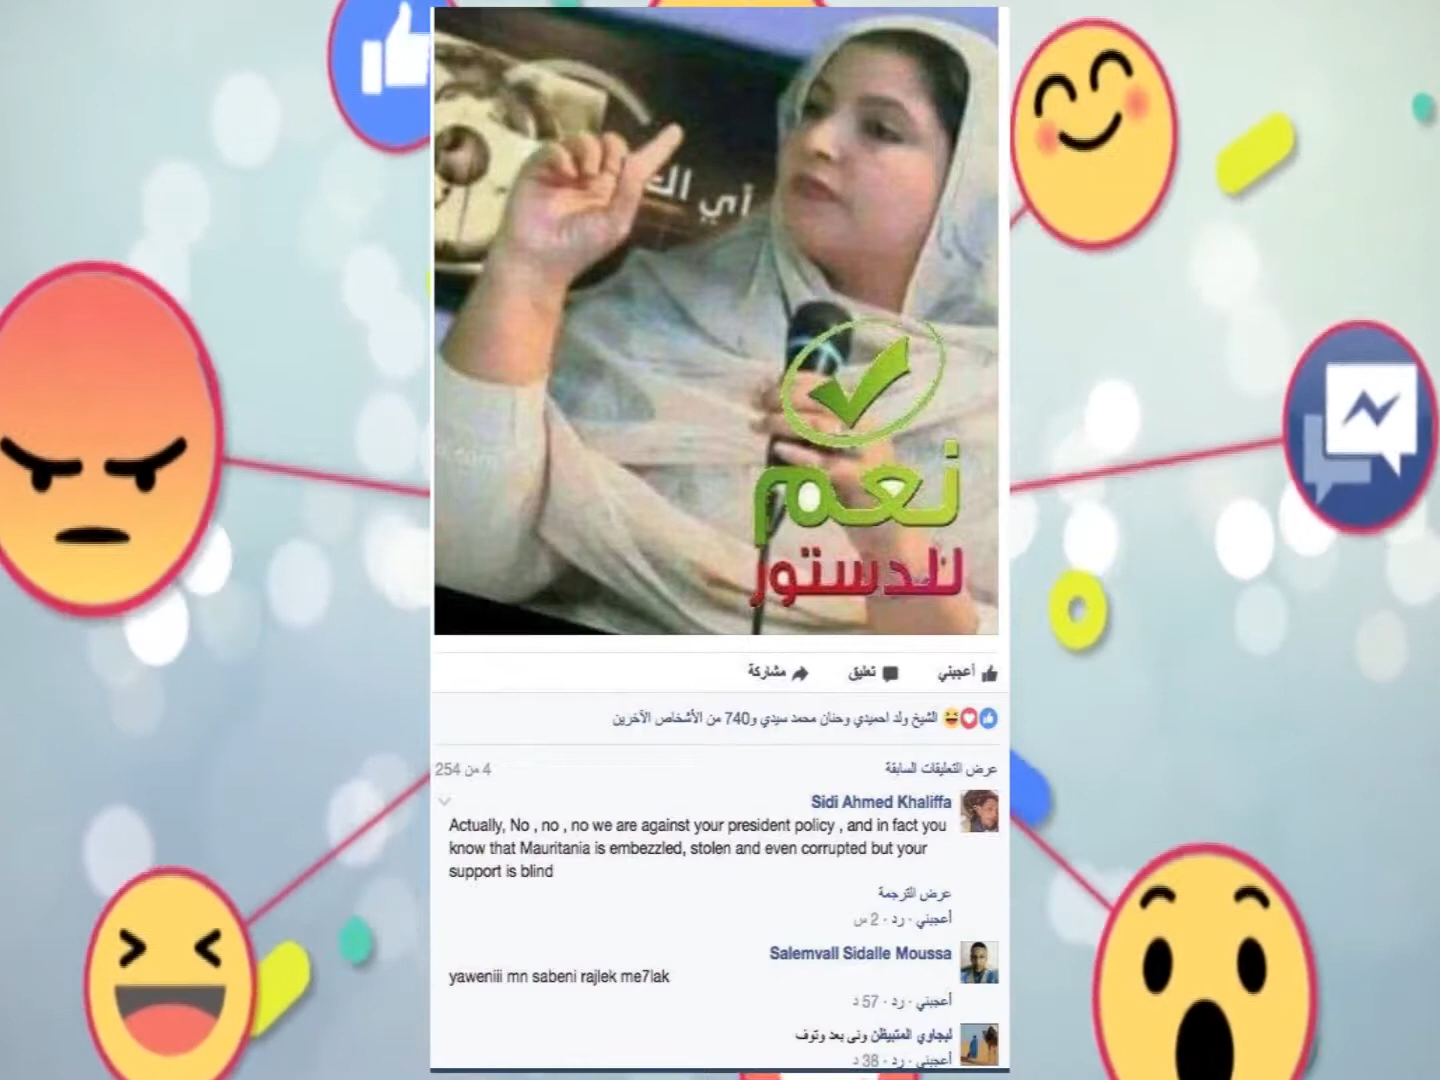 أي
نعم
للدستور
أعجبني تعليق مشاركة
الشيخ ولد احميدي وحنان محمد سيدي و740 من الأشخاص الآخرين
عرض التعليقات السابقة 4 من 254
Sidi Ahmed Khaliffa
Actually, No , no , no we are against your president policy , and in fact you
know that Mauritania is embezzled, stolen and even corrupted but your
support is blind
عرض الترجمة
أعجبني · رد · 2 س
Salemvall Sidalle Moussa
yaweniii mn sabeni rajlek me7lak
أعجبني · رد · 57 د
لبجاوي المتبيظن ونى بعد وتوف
أعجبني · رد · 38 د